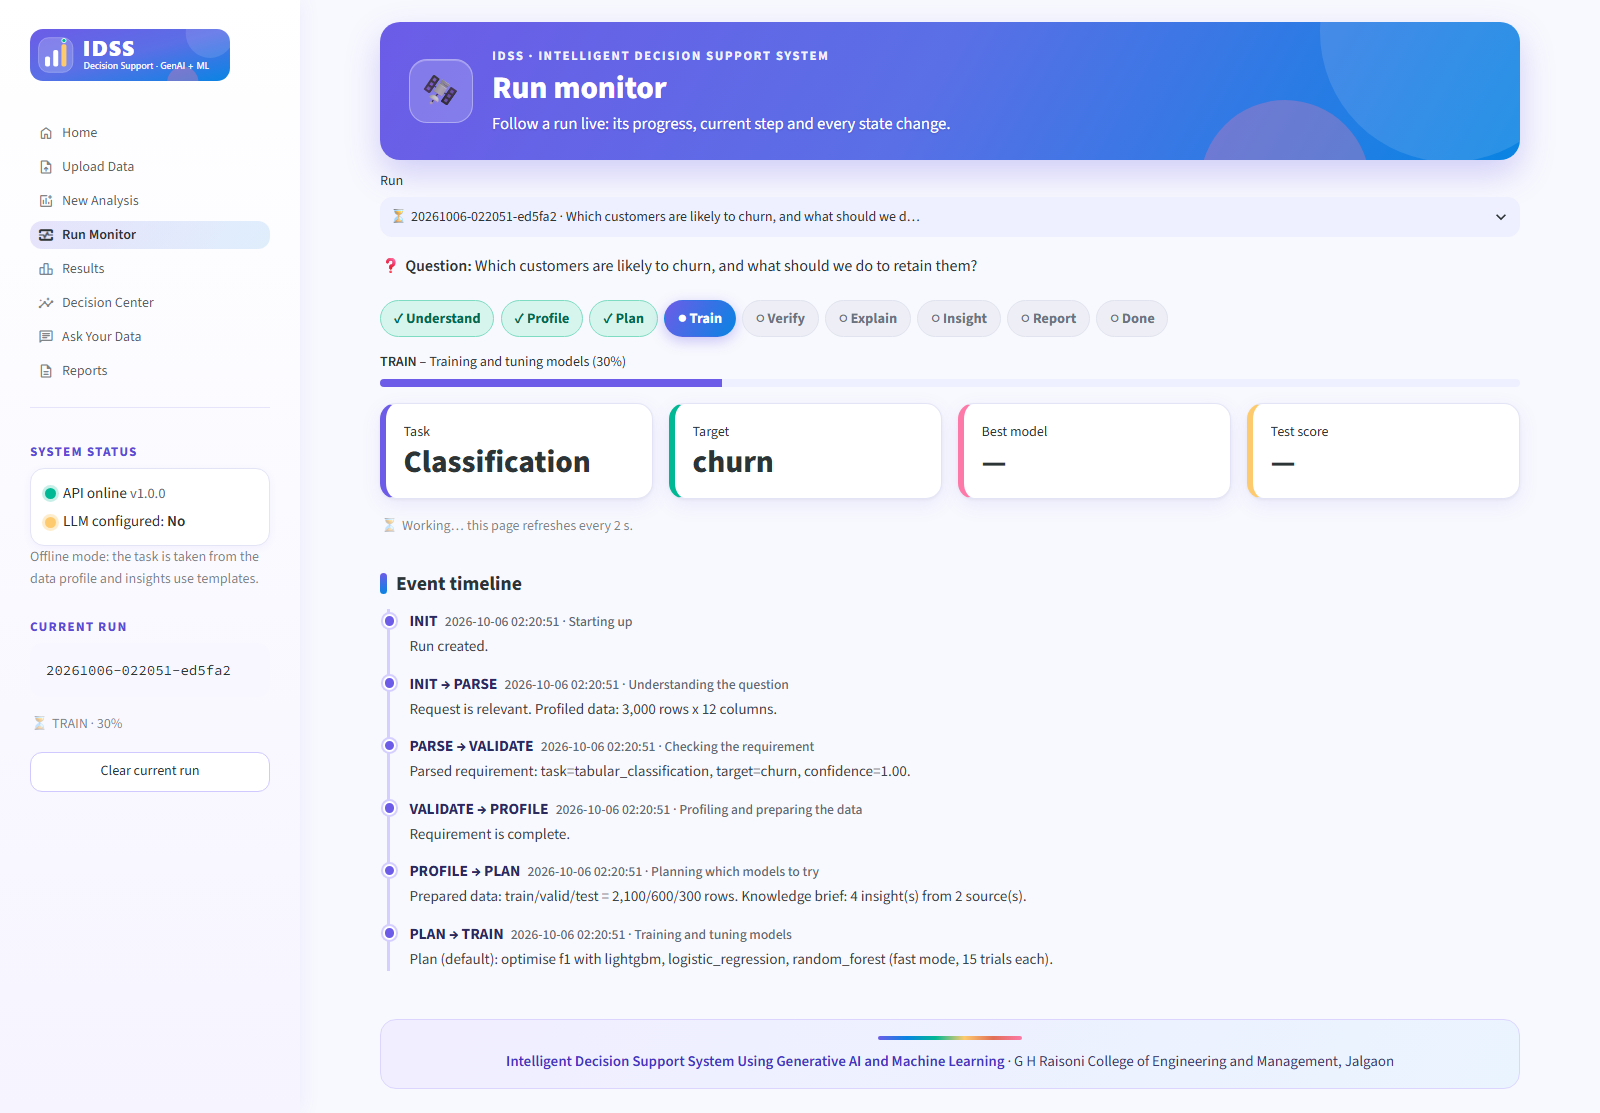 IDSS
Decision Support · GenAI + ML
Home
Upload Data
New Analysis
Run Monitor
Results
Decision Center
Ask Your Data
Reports
SYSTEM STATUS
API online v1.0.0
LLM configured: No
Offline mode: the task is taken from the
data profile and insights use templates.
CURRENT RUN
20261006-022051-ed5fa2
⏳ TRAIN · 30%
Clear current run
IDSS · INTELLIGENT DECISION SUPPORT SYSTEM
Run monitor
Follow a run live: its progress, current step and every state change.
Run
⏳ 20261006-022051-ed5fa2 · Which customers are likely to churn, and what should we d…
❓ Question: Which customers are likely to churn, and what should we do to retain them?
✓ Understand ✓ Profile ✓ Plan ● Train ○ Verify ○ Explain ○ Insight ○ Report ○ Done
TRAIN – Training and tuning models (30%)
Task
Classification
Target
churn
Best model
—
Test score
—
⏳ Working… this page refreshes every 2 s.
Event timeline
INIT 2026-10-06 02:20:51 · Starting up
Run created.
INIT → PARSE 2026-10-06 02:20:51 · Understanding the question
Request is relevant. Profiled data: 3,000 rows x 12 columns.
PARSE → VALIDATE 2026-10-06 02:20:51 · Checking the requirement
Parsed requirement: task=tabular_classification, target=churn, confidence=1.00.
VALIDATE → PROFILE 2026-10-06 02:20:51 · Profiling and preparing the data
Requirement is complete.
PROFILE → PLAN 2026-10-06 02:20:51 · Planning which models to try
Prepared data: train/valid/test = 2,100/600/300 rows. Knowledge brief: 4 insight(s) from 2 source(s).
PLAN → TRAIN 2026-10-06 02:20:51 · Training and tuning models
Plan (default): optimise f1 with lightgbm, logistic_regression, random_forest (fast mode, 15 trials each).
Intelligent Decision Support System Using Generative AI and Machine Learning · G H Raisoni College of Engineering and Management, Jalgaon